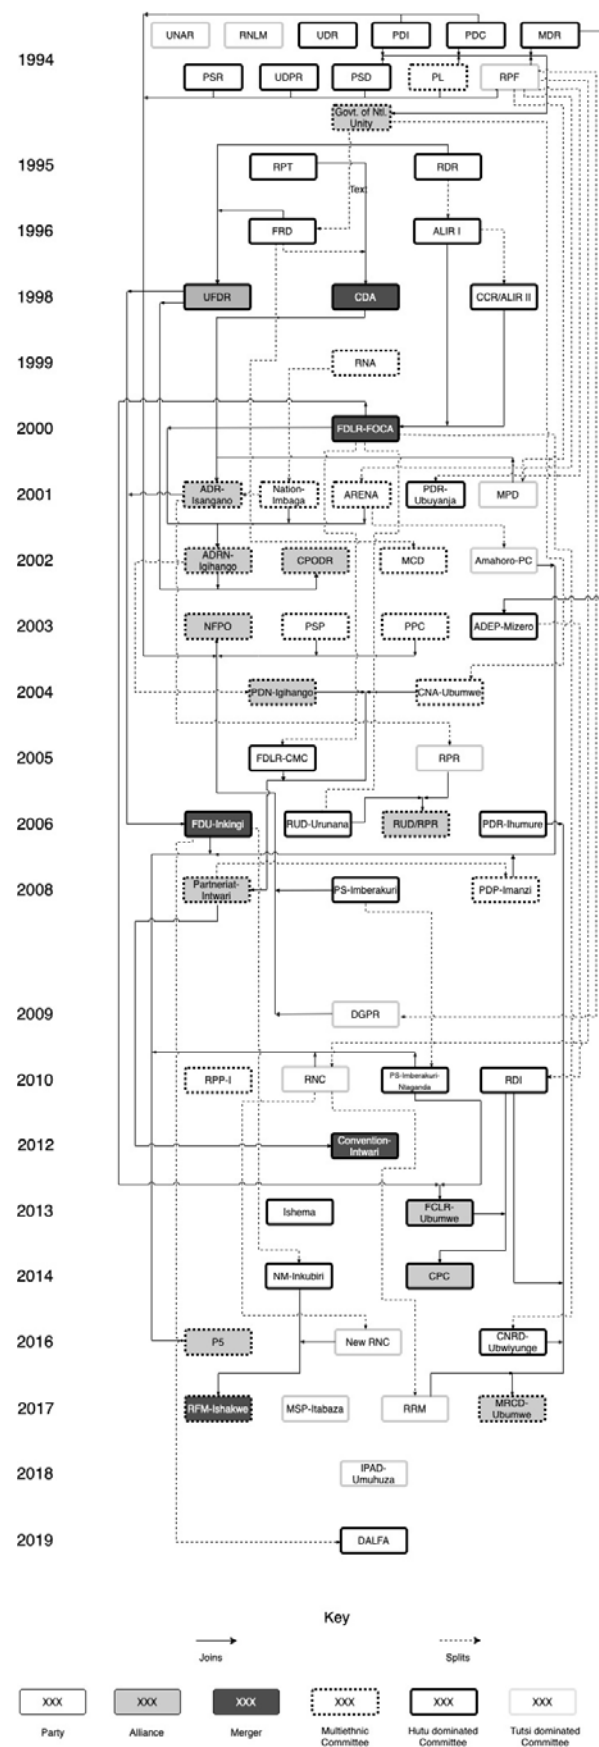 UNAR
RNLM
UDR
PDI
PDC
MDR
1994
PSR
UDPR
PSD
PL
RPF
Govt. of Ntl.
Unity
1995
RPT
RDR
Text
1996
FRD
ALIR I
1998
UFDR
CDA
CCR/ALIR II
1999
RNA
2000
FDLR-FOCA
2001
ADR-
Isangano
Nation-
Imbaga
ARENA
PDR-
Ubuyanja
MPD
2002
ADRN-
Igihango
CPODR
MCD
Amahoro-PC
2003
NFPO
PSP
PPC
ADEP-Mizero
2004
PDN-Igihango
CNA-Ubumwe
2005
FDLR-CMC
RPR
2006
FDU-Inkingi
RUD-Urunana
RUD/RPR
PDR-Ihumure
2008
Partneriat-
Intwari
PS-Imberakuri
PDP-Imanzi
2009
DGPR
2010
RPP-I
RNC
PS-Imberakuri-
Ntaganda
RDI
2012
Convention-
Intwari
2013
Ishema
FCLR-
Ubumwe
2014
NM-Inkubiri
CPC
2016
P5
New RNC
CNRD-
Ubwiyunge
2017
RFM-Ishakwe
MSP-Itabaza
RRM
MRCD-
Ubumwe
2018
IPAD-
Umuhuza
2019
DALFA
Key
Joins
Splits
XXX
XXX
XXX
XXX
XXX
XXX
Party
Alliance
Merger
Multiethnic
Committee
Hutu dominated
Committee
Tutsi dominated
Committee